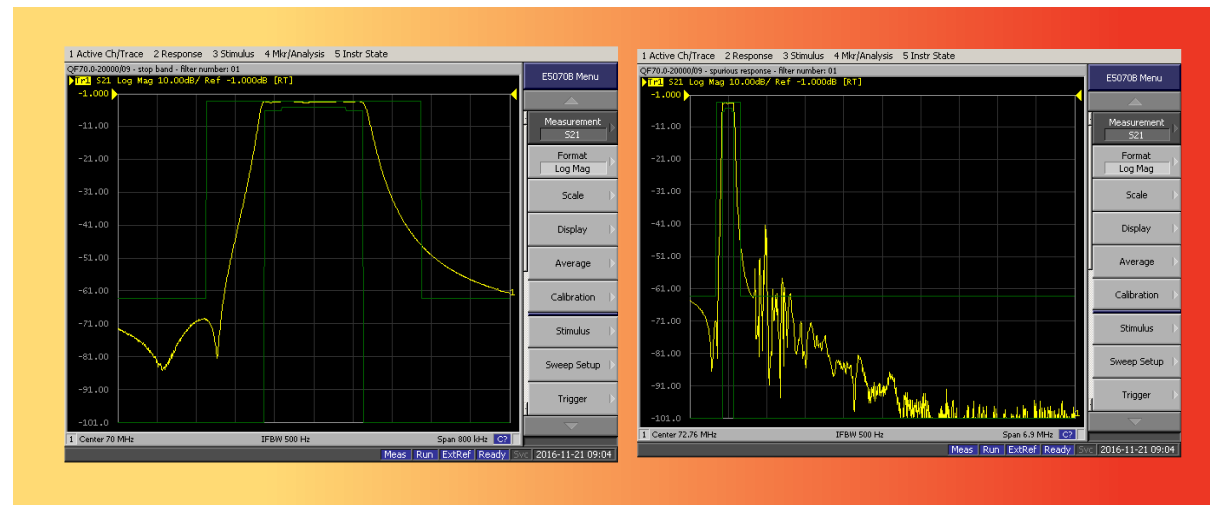 1 Active Ch/Trace 2 Response 3 Stimulus 4 Mkr/Analysis 5 Instr State
QF70.0-20000/09 - stop band - filter number: 01
Tr1 S21 Log Mag 10.00dB/ Ref -1.000dB [RT]
-1.000
-11.00
-21.00
-31.00
-41.00
-51.00
-61.00
-71.00
-81.00
-91.00
-101.0
1
E5070B Menu
Measurement
S21
Format
Log Mag
Scale
Display
Average
Calibration
Stimulus
Sweep Setup
Trigger
1 Center 70 MHz IFBW 500 Hz Span 800 kHz C?
Meas Run ExtRef Ready Svc 2016-11-21 09:04
1 Active Ch/Trace 2 Response 3 Stimulus 4 Mkr/Analysis 5 Instr State
QF70.0-20000/09 - spurious response - filter number: 01
Tr1 S21 Log Mag 10.00dB/ Ref -1.000dB [RT]
-1.000
-11.00
-21.00
-31.00
-41.00
-51.00
-61.00
-71.00
-81.00
-91.00
-101.0
1
E5070B Menu
Measurement
S21
Format
Log Mag
Scale
Display
Average
Calibration
Stimulus
Sweep Setup
Trigger
1 Center 72.76 MHz IFBW 500 Hz Span 6.9 MHz C?
Meas Run ExtRef Ready Svc 2016-11-21 09:04